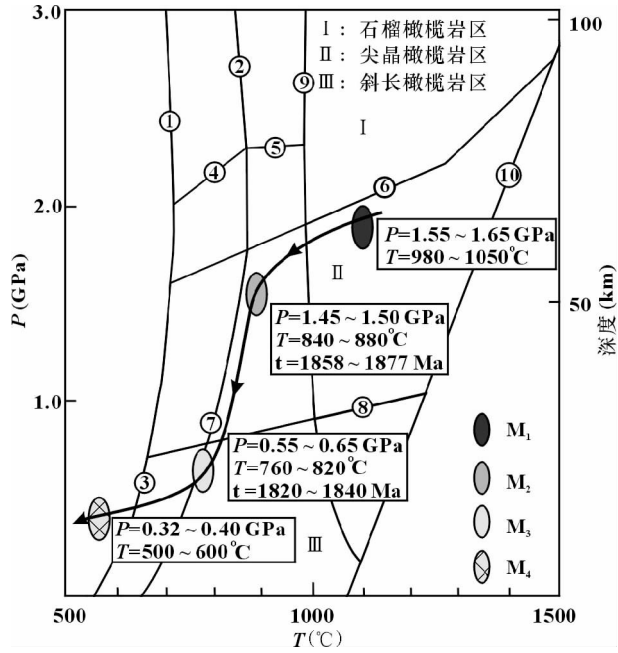 3.0
2.0
1.0
P (GPa)
100
50
深度 (km)
Ⅰ：石榴橄榄岩区
Ⅱ：尖晶橄榄岩区
Ⅲ：斜长橄榄岩区
②
⑨
①
Ⅰ
⑤
④
⑥
⑩
P=1.55～1.65 GPa
T=980～1050℃
Ⅱ
P=1.45～1.50 GPa
T=840～880℃
t=1858～1877 Ma
⑧
⑦
P=0.55～0.65 GPa
T=760～820℃
t=1820～1840 Ma
③
P=0.32～0.40 GPa
T=500～600℃
Ⅲ
M1
M2
M3
M4
500
1000
1500
T(℃)